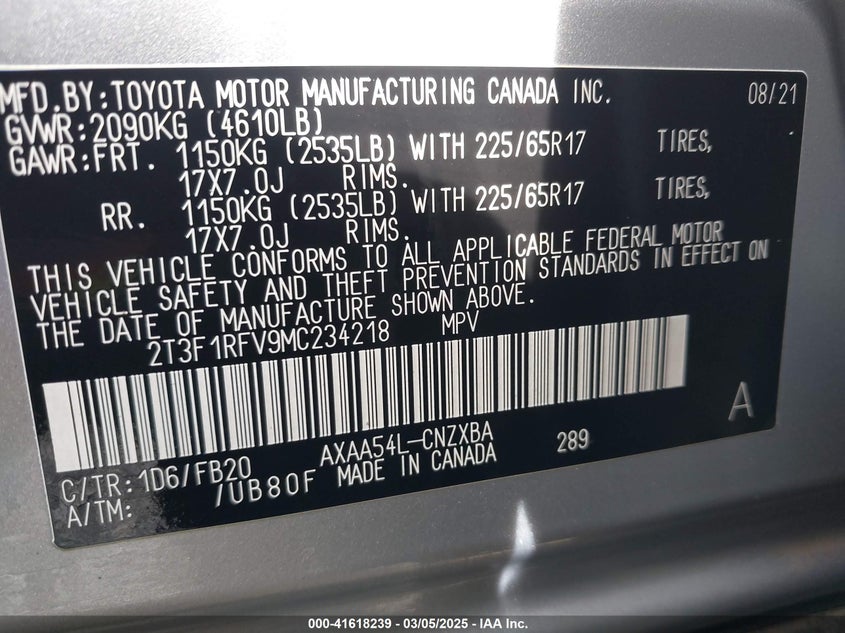 MFD.BY:TOYOTA MOTOR MANUFACTURING CANADA INC. 08/21
GVWR:2090KG (4610LB)
GAWR:FRT. 1150KG (2535LB) WITH 225/65R17 TIRES,
17X7.0J RIMS.
RR. 1150KG (2535LB) WITH 225/65R17 TIRES,
17X7.0J RIMS.
THIS VEHICLE CONFORMS TO ALL APPLICABLE FEDERAL MOTOR
VEHICLE SAFETY AND THEFT PREVENTION STANDARDS IN EFFECT ON
THE DATE OF MANUFACTURE SHOWN ABOVE.
2T3F1RFV9MC234218 MPV
A
C/TR:1D6/FB20 AXAA54L-CNZXBA 289
A/TM: /UB80F MADE IN CANADA
000-41618239 - 03/05/2025 - IAA Inc.